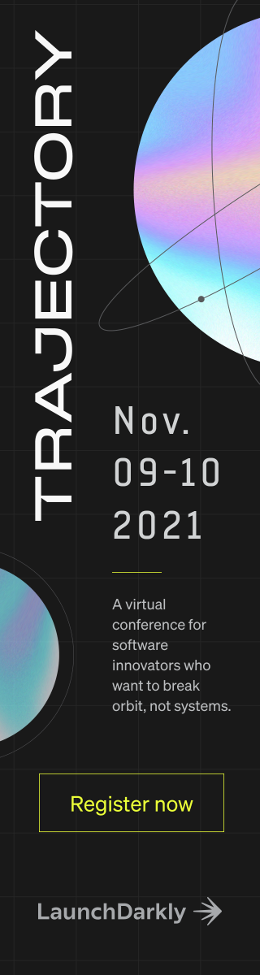 TRAJECTORY
Nov.
09-10
2021
A virtual
conference for
software
innovators who
want to break
orbit, not systems.
Register now
LaunchDarkly